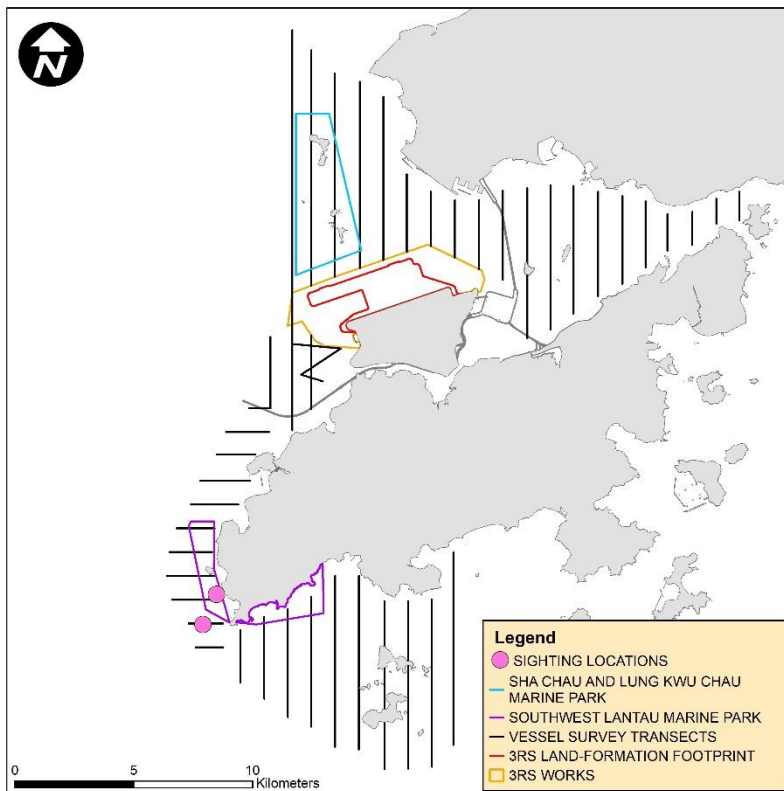 N
Legend
SIGHTING LOCATIONS
SHA CHAU AND LUNG KWU CHAU
MARINE PARK
SOUTHWEST LANTAU MARINE PARK
VESSEL SURVEY TRANSECTS
3RS LAND-FORMATION FOOTPRINT
3RS WORKS
0 5 10
Kilometers